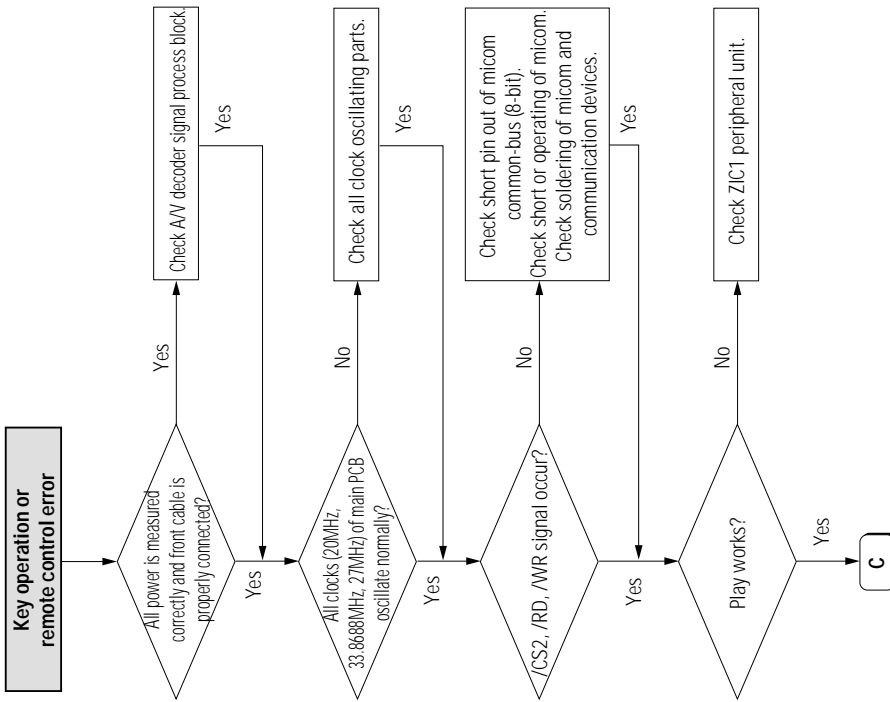 Key operation or
remote control error
All power is measured
correctly and front cable is
properly connected?
Yes
Check A/V decoder signal process block.
Yes
Yes
All clocks (20MHz,
33.8688MHz, 27MHz) of main PCB
oscillate normally?
No
Check all clock oscillating parts.
Yes
Yes
/CS2, /RD, /WR signal occur?
No
Check short pin out of micom
common-bus (8-bit).
Check short or operating of micom.
Check soldering of micom and
communication devices.
Yes
Yes
Play works?
No
Check ZIC1 peripheral unit.
Yes
C